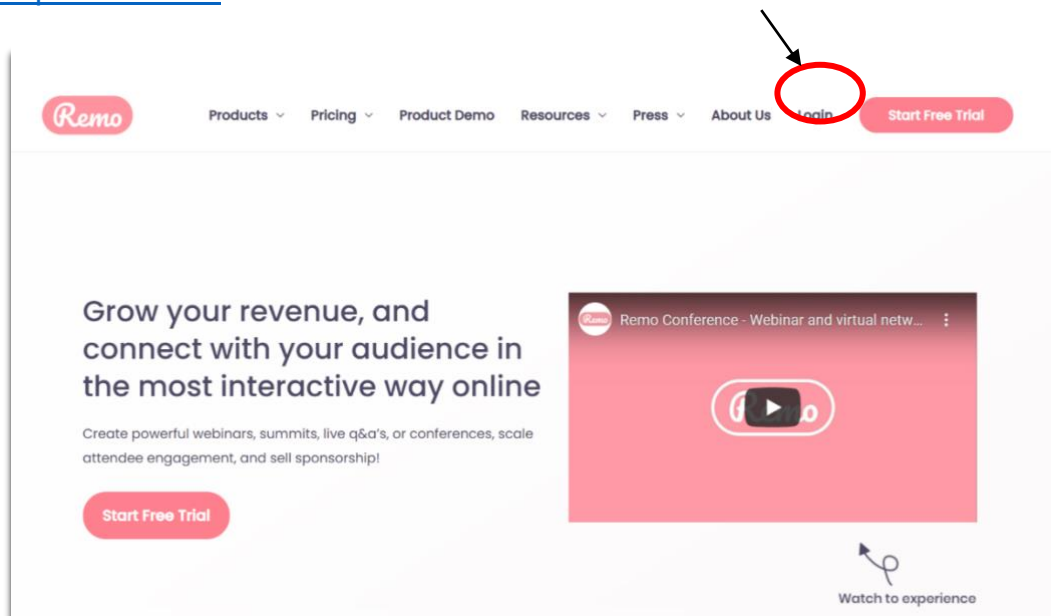 Remo
Products Pricing Product Demo Resources Press About Us Login Start Free Trial
Grow your revenue, and
connect with your audience in
the most interactive way online
Create powerful webinars, summits, live q&a's, or conferences, scale
attendee engagement, and sell sponsorship!
Start Free Trial
Remo Remo Conference - Webinar and virtual netw...
Remo
Watch to experience